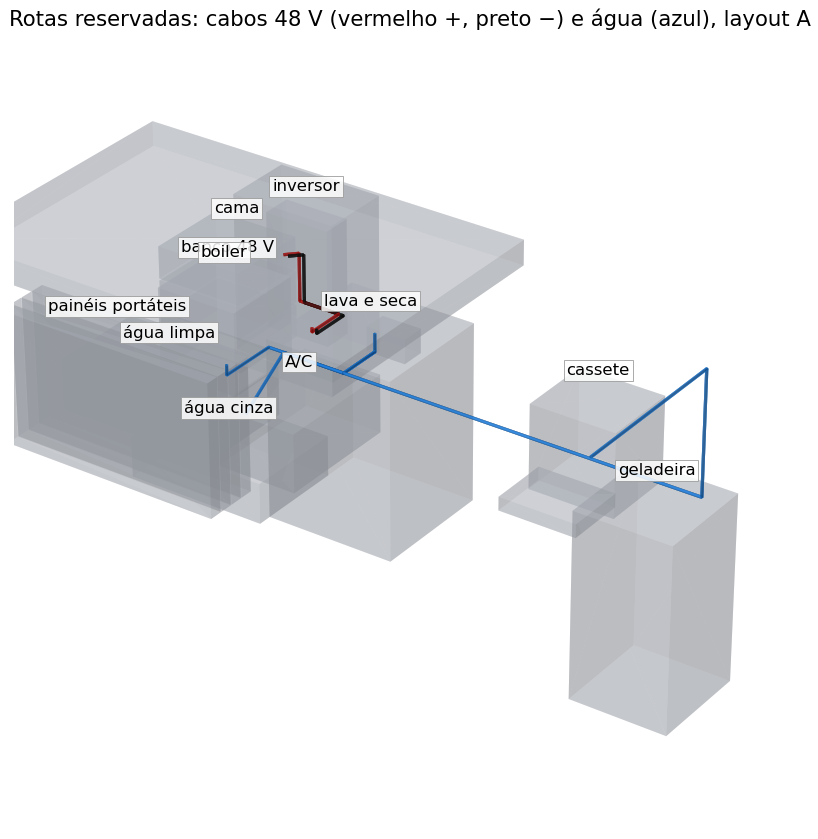 Rotas reservadas: cabos 48 V (vermelho +, preto −) e água (azul), layout A
inversor
cama
48 V
boiler
lava e seca
painéis portáteis
água limpa
A/C
cassete
água cinza
geladeira